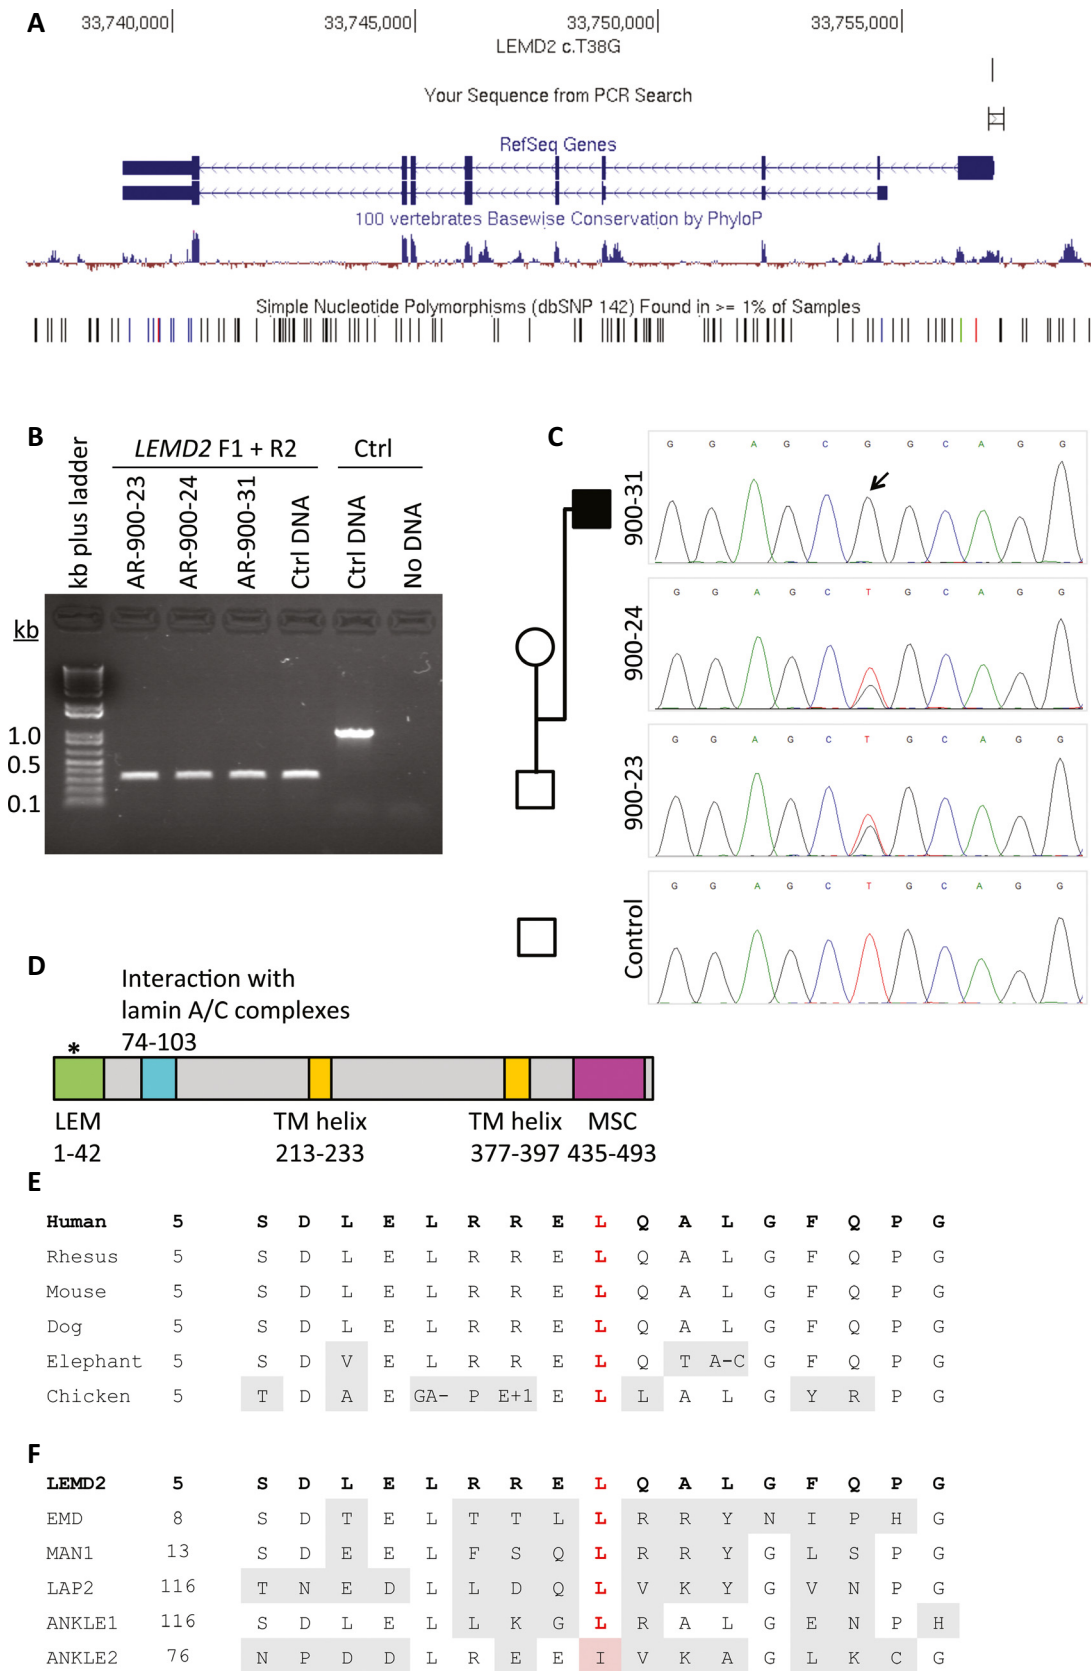 A
33,740,000 33,745,000 33,750,000 33,755,000
LEMD2 c.T38G
Your Sequence from PCR Search
RefSeq Genes
100 vertebrates Basewise Conservation by PhyloP
Simple Nucleotide Polymorphisms (dbSNP 142) Found in >= 1% of Samples
B
kb plus ladder
LEMD2 F1 + R2
AR-900-23
AR-900-24
AR-900-31
Ctrl DNA
Ctrl
Ctrl DNA
No DNA
kb
1.0
0.5
0.1
C
900-31
G G A G C G G C A G G
900-24
G G A G C T G C A G G
900-23
G G A G C T G C A G G
Control
G G A G C T G C A G G
D
Interaction with
lamin A/C complexes
74-103
*
LEM
1-42
TM helix
213-233
TM helix
377-397
MSC
435-493
E
Human 5 S D L E L R R E L Q A L G F Q P G
Rhesus 5 S D L E L R R E L Q A L G F Q P G
Mouse 5 S D L E L R R E L Q A L G F Q P G
Dog 5 S D L E L R R E L Q A L G F Q P G
Elephant 5 S D V E L R R E L Q T A-C G F Q P G
Chicken 5 T D A E GA- P E+1 E L L A L G Y R P G
F
LEMD2 5 S D L E L R R E L Q A L G F Q P G
EMD 8 S D T E L T T L L R R Y N I P H G
MAN1 13 S D E E L F S Q L R R Y G L S P G
LAP2 116 T N E D L L D Q L V K Y G V N P G
ANKLE1 116 S D L E L L K G L R A L G E N P H
ANKLE2 76 N P D D L R E E I V K A G L K C G